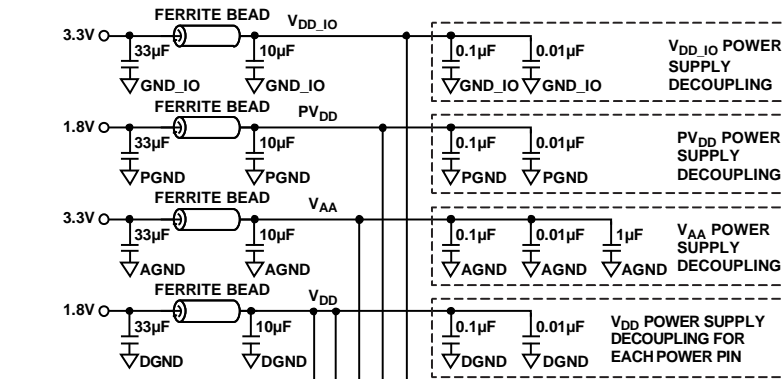 FERRITE BEAD
V_DD_IO
3.3V
33µF
10µF
0.1µF
0.01µF
GND_IO
GND_IO
GND_IO
GND_IO
V_DD_IO POWER
SUPPLY
DECOUPLING
FERRITE BEAD
PV_DD
1.8V
33µF
10µF
0.1µF
0.01µF
PGND
PGND
PGND
PGND
PV_DD POWER
SUPPLY
DECOUPLING
FERRITE BEAD
V_AA
3.3V
33µF
10µF
0.1µF
0.01µF
1µF
AGND
AGND
AGND
AGND
AGND
V_AA POWER
SUPPLY
DECOUPLING
FERRITE BEAD
V_DD
1.8V
33µF
10µF
0.1µF
0.01µF
DGND
DGND
DGND
DGND
V_DD POWER SUPPLY
DECOUPLING FOR
EACH POWER PIN